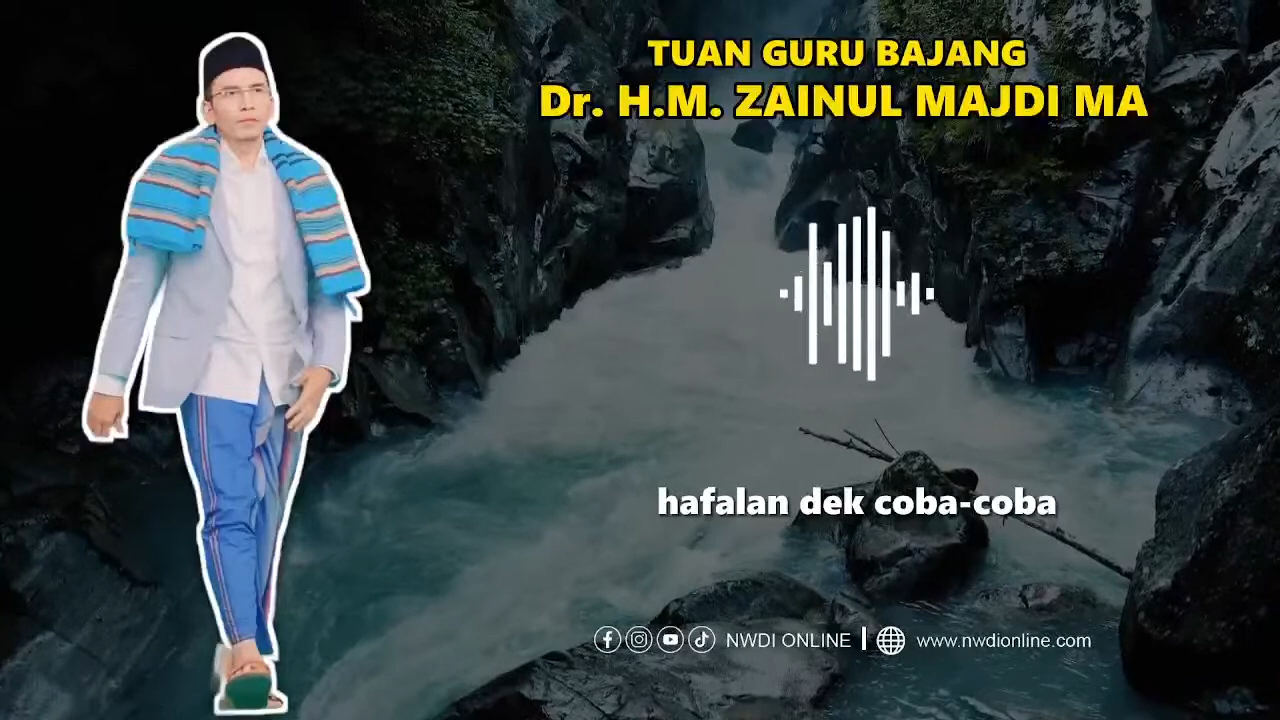 TUAN GURU BAJANG
Dr. H.M. ZAINUL MAJDI MA
hafalan dek coba-coba
NWDI ONLINE | www.nwdionline.com